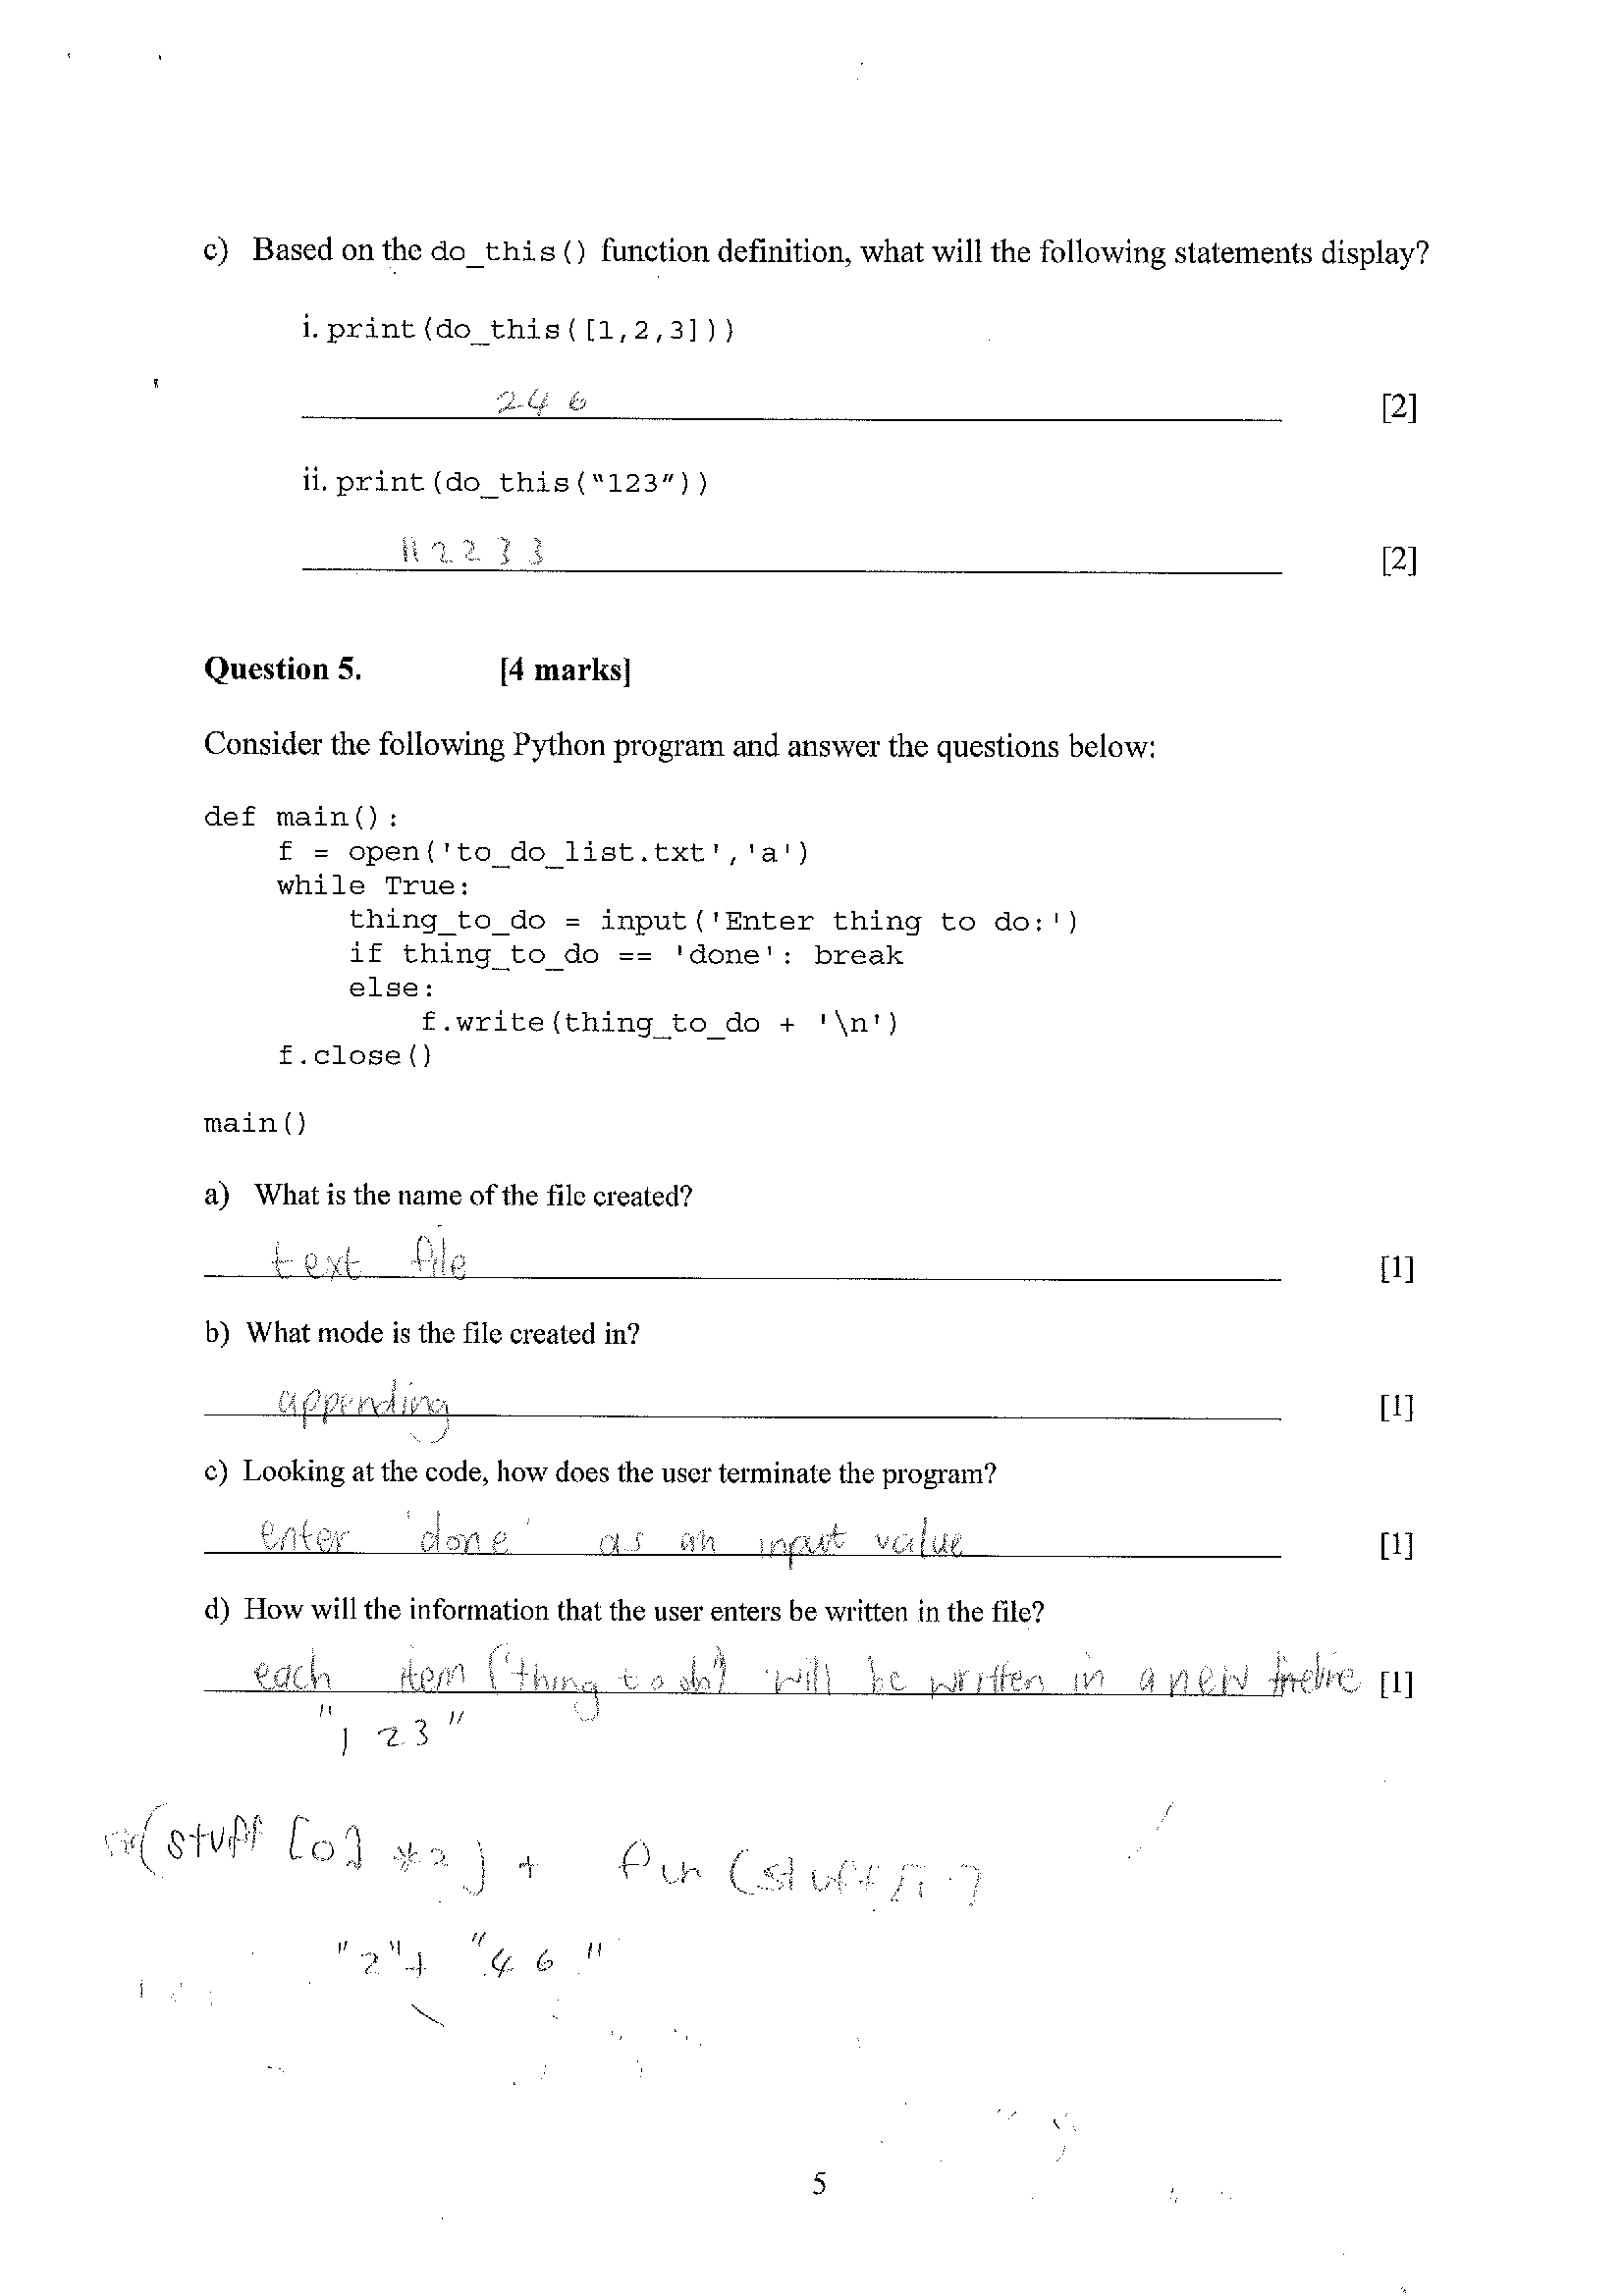 c) Based on the do_this() function definition, what will the following statements display?
i. print(do_this([1,2,3]))
2 4 6 [2]
ii. print(do_this("123"))
11 2 2 3 3 [2]
Question 5. [4 marks]
Consider the following Python program and answer the questions below:
def main():
    f = open('to_do_list.txt','a')
    while True:
        thing_to_do = input('Enter thing to do:')
        if thing_to_do == 'done': break
        else:
            f.write(thing_to_do + '\n')
    f.close()
main()
a) What is the name of the file created?
text file [1]
b) What mode is the file created in?
appending [1]
c) Looking at the code, how does the user terminate the program?
enter 'done' as an input value [1]
d) How will the information that the user enters be written in the file?
each item ('thing to do') will be written in a new [1]
"1 23"
(stuff [0] *2) + fun (stuff [1:]
"2"+ "4 6"
5